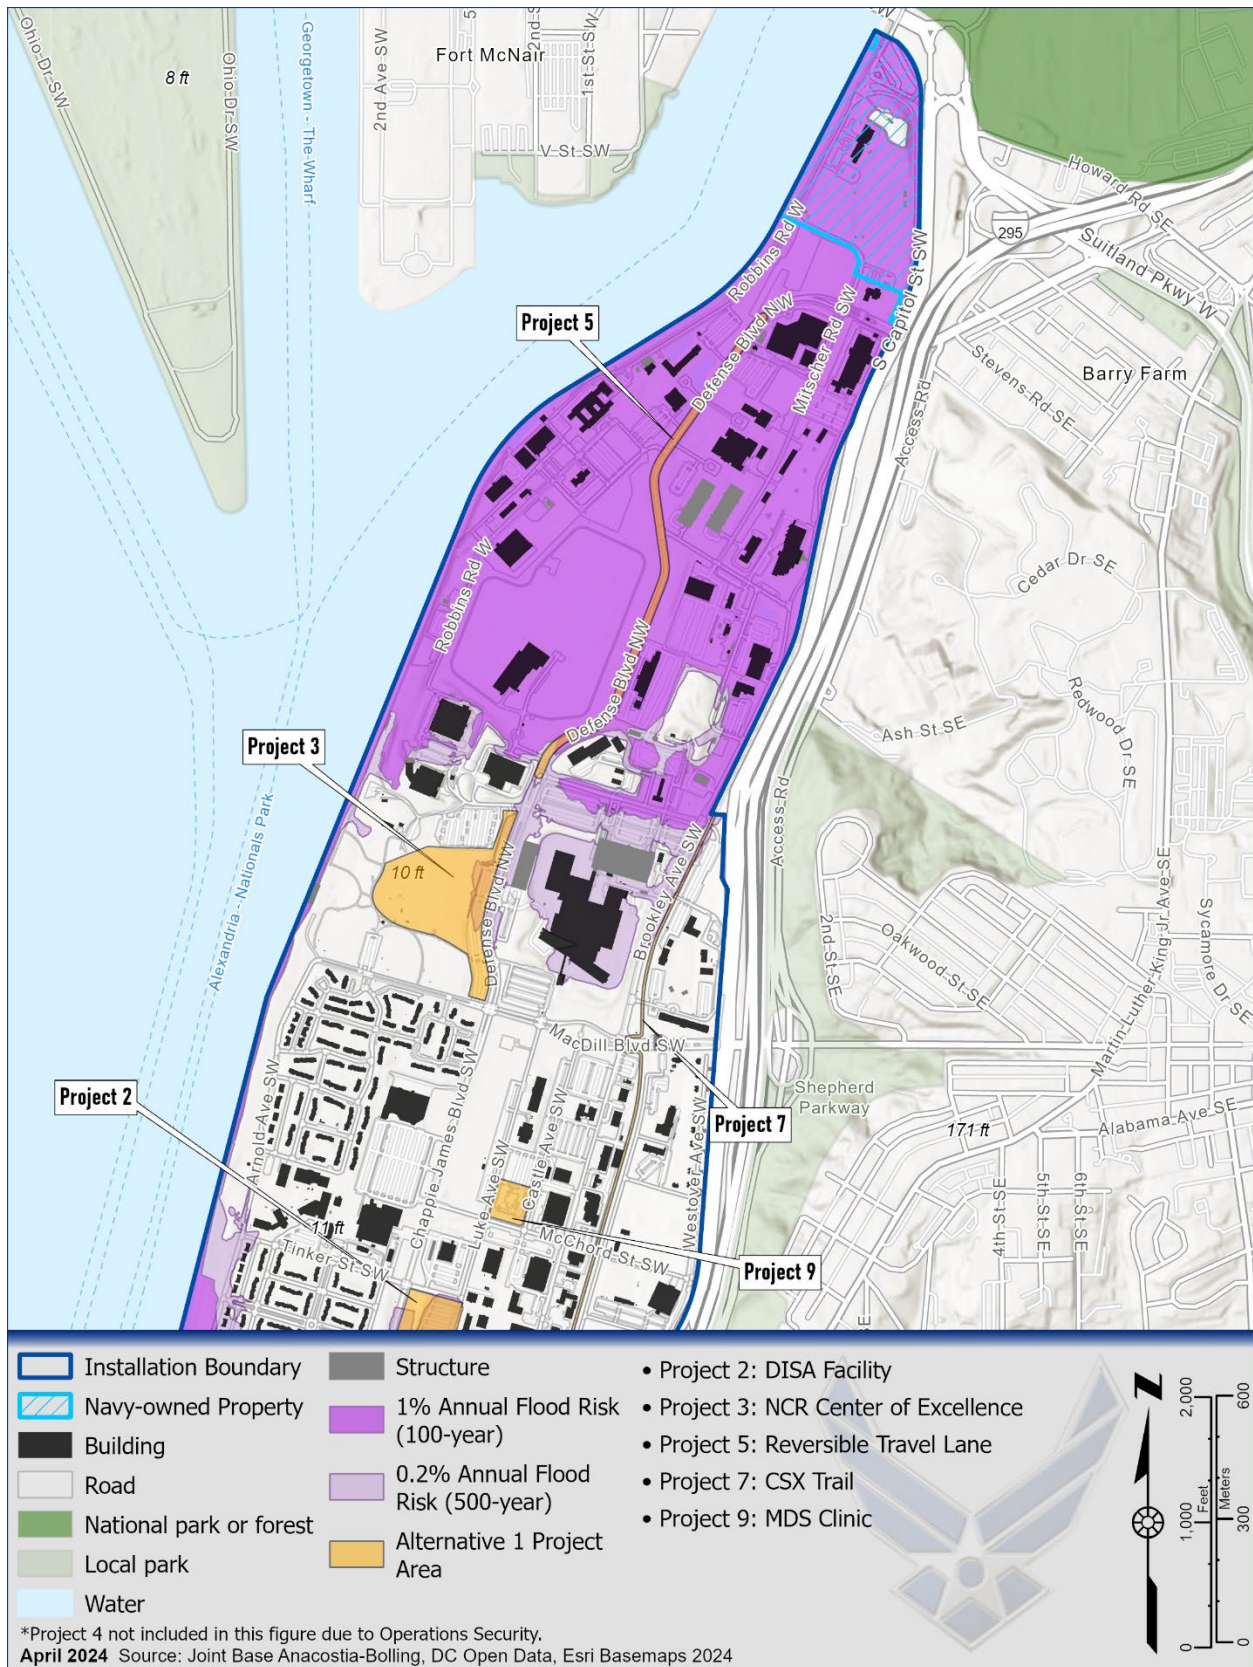 Ohio Dr SW
8 ft
Ohio Dr SW
Georgetown - The Wharf
2nd Ave SW
Fort McNair
1st St SW
V St SW
Howard Rd SE
295
Suitland Pkwy W
Robbins Rd W
S Capitol St SW
Project 5
Defense Blvd NW
Mitscher Rd SW
Barry Farm
Stevens Rd SE
Access Rd
Robbins Rd W
Cedar Dr SE
Defense Blvd NW
Redwood Dr SE
Ash St SE
Project 3
Access Rd
10 ft
Defense Blvd NW
Brookley Ave SW
Alexandria - Nationals Park
2nd St SE
Oakwood St SE
Martin Luther King Jr Ave SE
Sycamore Dr SE
MacDill Blvd SW
Arnold Ave SW
Shepherd
Parkway
Project 2
Project 7
171 ft
Alabama Ave SE
Chappie James Blvd SW
Luke Ave SW
Castle Ave SW
Westover Ave SW
4th St SE
5th St SE
6th St SE
11 ft
Tinker St SW
McChord St SW
Project 9
Installation Boundary
Navy-owned Property
Building
Road
National park or forest
Local park
Water
Structure
1% Annual Flood Risk
(100-year)
0.2% Annual Flood
Risk (500-year)
Alternative 1 Project
Area
• Project 2: DISA Facility
• Project 3: NCR Center of Excellence
• Project 5: Reversible Travel Lane
• Project 7: CSX Trail
• Project 9: MDS Clinic
N
2,000
1,000
0
Feet
Meters
600
300
0
*Project 4 not included in this figure due to Operations Security.
April 2024 Source: Joint Base Anacostia-Bolling, DC Open Data, Esri Basemaps 2024